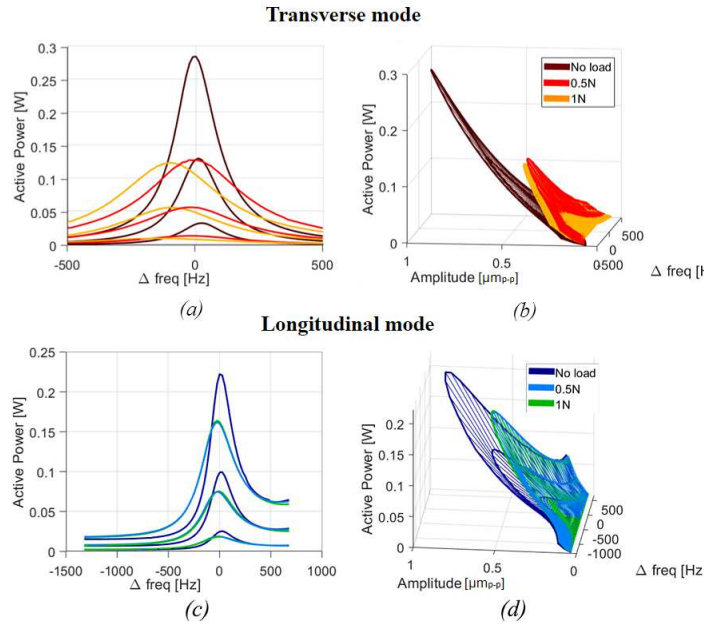 Transverse mode
0.3
0.25
0.2
0.15
0.1
0.05
0
Active Power [W]
-500
0
500
Δ freq [Hz]
(a)
0.3
0.2
0.1
0
Active Power [W]
No load
0.5N
1N
1
0.5
0500
0
500
Amplitude [µmp-p]
Δ freq [H
(b)
Longitudinal mode
0.25
0.2
0.15
0.1
0.05
0
Active Power [W]
-1500
-1000
-500
0
500
1000
Δ freq [Hz]
(c)
0.2
0.15
0.1
0.05
0
Active Power [W]
No load
0.5N
1N
1
0.5
0
500
0
-500
-1000
Amplitude [µmp-p]
Δ freq [Hz
(d)